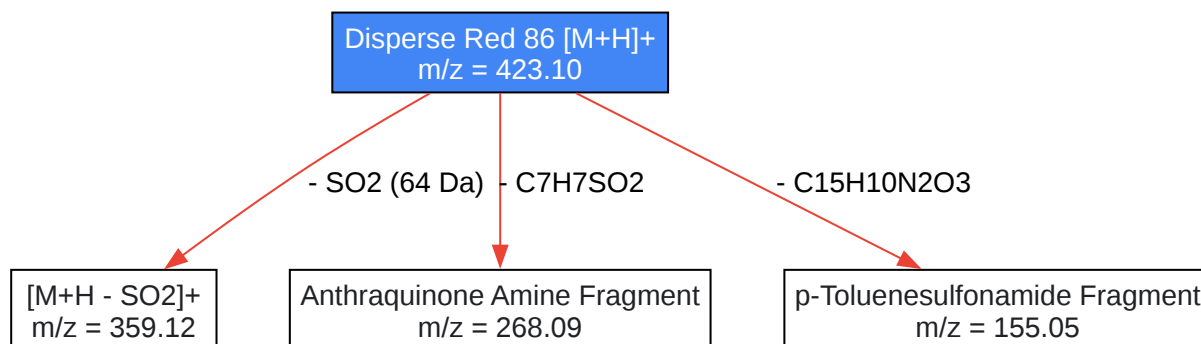 Disperse Red 86 [M+H]+
m/z = 423.10
- SO2 (64 Da)
- C7H7SO2
- C15H10N2O3
[M+H - SO2]+
m/z = 359.12
Anthraquinone Amine Fragment
m/z = 268.09
p-Toluenesulfonamide Fragment
m/z = 155.05